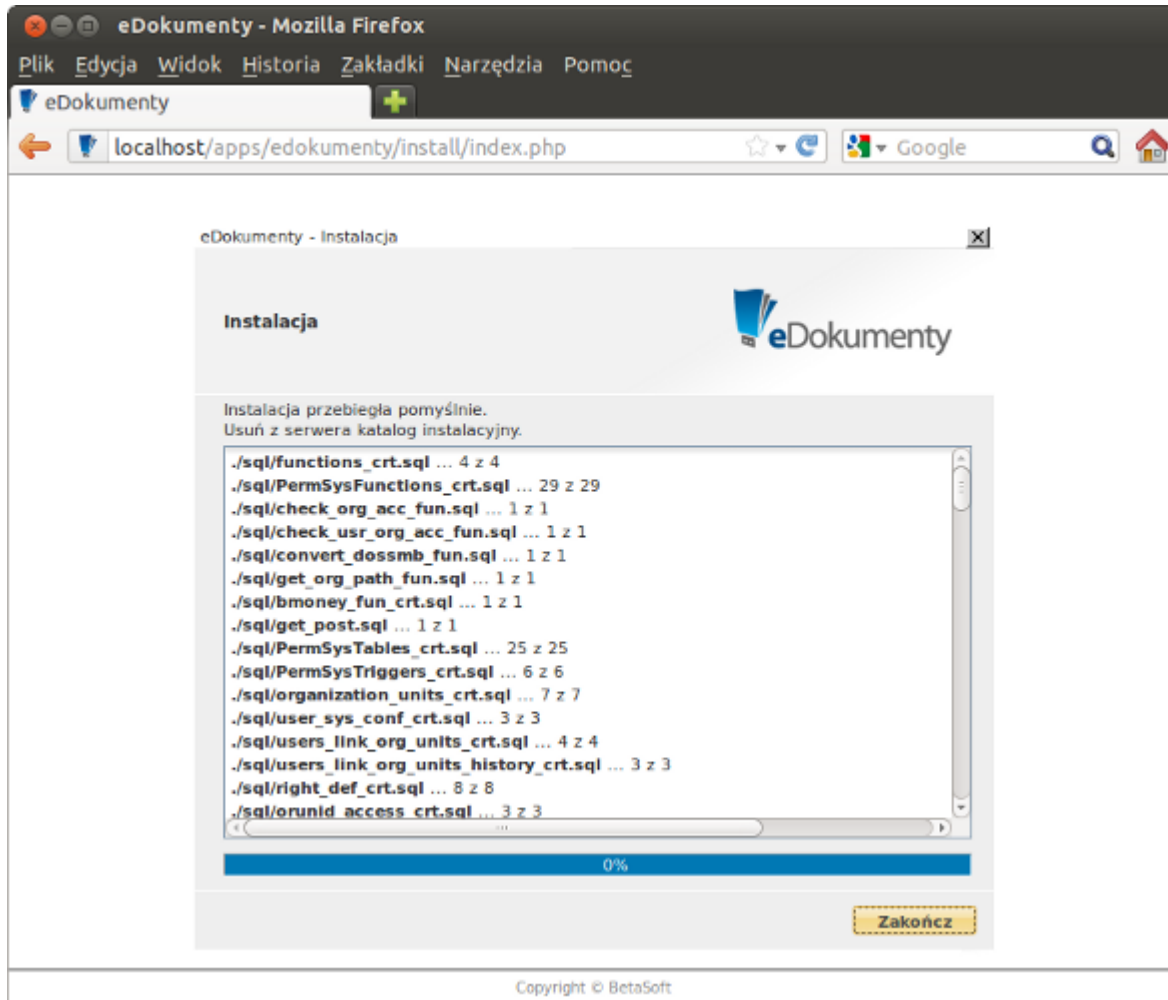 eDokumenty - Mozilla Firefox
Plik Edycja Widok Historia Zakładki Narzędzia Pomoc
eDokumenty
localhost/apps/edokumenty/install/index.php Google
eDokumenty - Instalacja
Instalacja
eDokumenty
Instalacja przebiegła pomyślnie.
Usuń z serwera katalog instalacyjny.
./sql/functions_crt.sql ... 4 z 4
./sql/PermSysFunctions_crt.sql ... 29 z 29
./sql/check_org_acc_fun.sql ... 1 z 1
./sql/check_usr_org_acc_fun.sql ... 1 z 1
./sql/convert_dossmb_fun.sql ... 1 z 1
./sql/get_org_path_fun.sql ... 1 z 1
./sql/bmoney_fun_crt.sql ... 1 z 1
./sql/get_post.sql ... 1 z 1
./sql/PermSysTables_crt.sql ... 25 z 25
./sql/PermSysTriggers_crt.sql ... 6 z 6
./sql/organization_units_crt.sql ... 7 z 7
./sql/user_sys_conf_crt.sql ... 3 z 3
./sql/users_link_org_units_crt.sql ... 4 z 4
./sql/users_link_org_units_history_crt.sql ... 3 z 3
./sql/right_def_crt.sql ... 8 z 8
./sql/orunid_access_crt.sql ... 3 z 3
0%
Zakończ
Copyright © BetaSoft